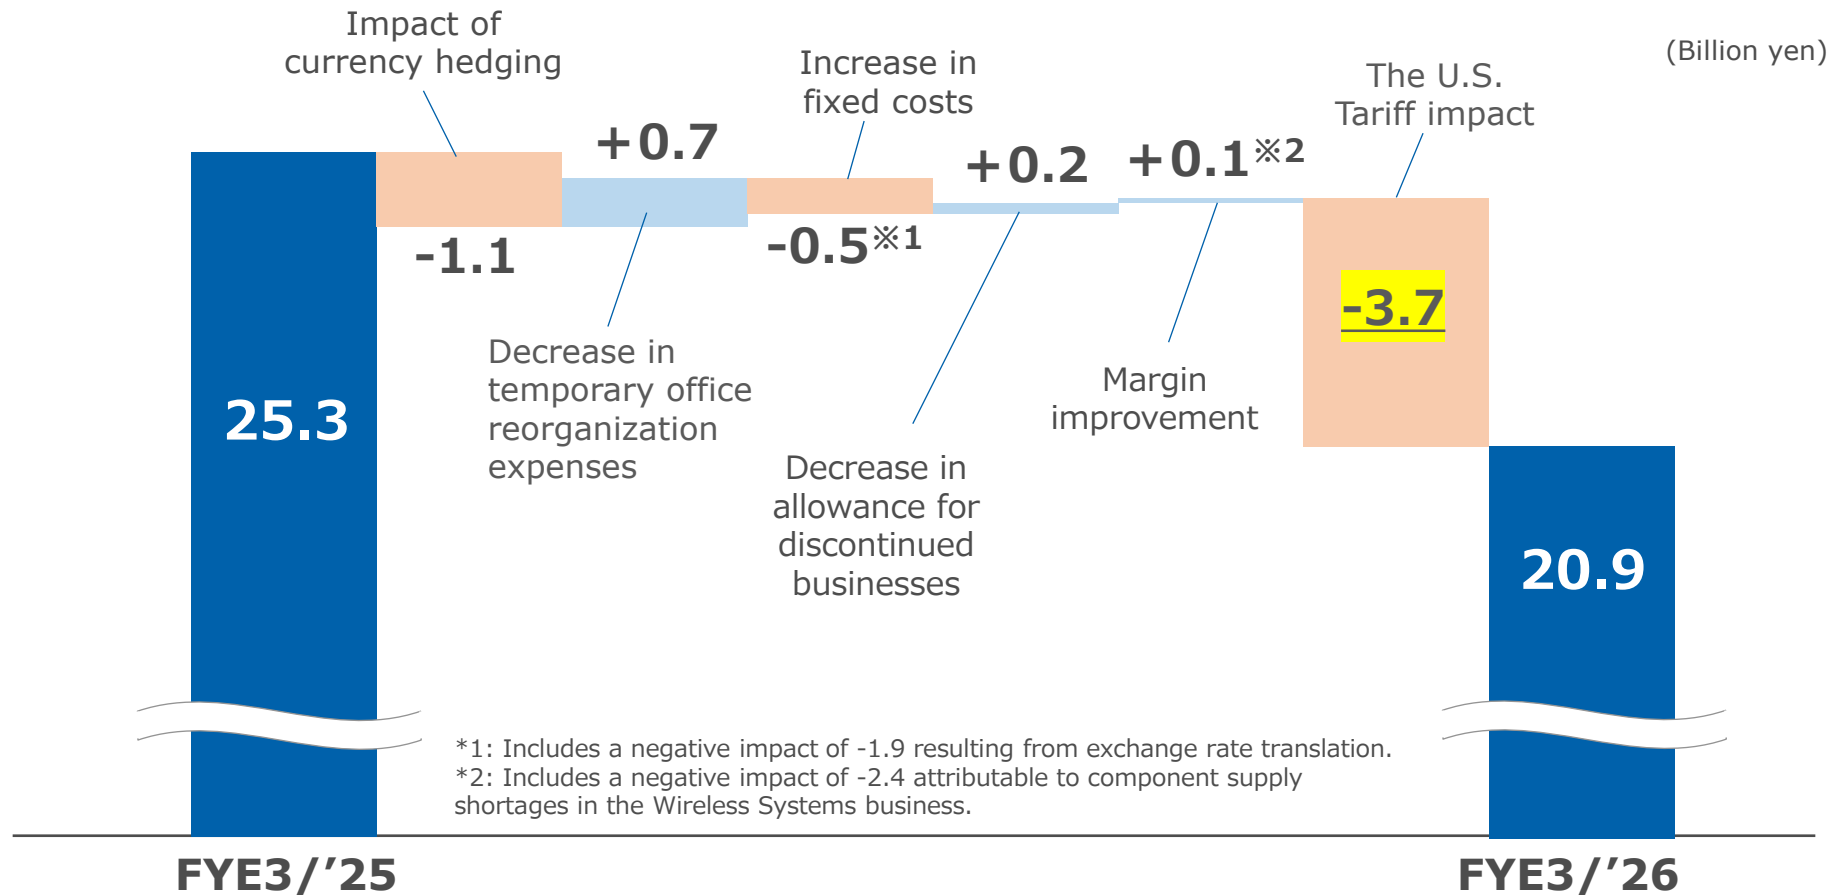 Impact of
currency hedging
(Billion yen)
Increase in
fixed costs
The U.S.
Tariff impact
+0.7
+0.2
+0.1※2
-1.1
-0.5※1
-3.7
Decrease in
temporary office
reorganization
expenses
Margin
improvement
25.3
Decrease in
allowance for
discontinued
businesses
20.9
*1: Includes a negative impact of -1.9 resulting from exchange rate translation.
*2: Includes a negative impact of -2.4 attributable to component supply
shortages in the Wireless Systems business.
FYE3/’25
FYE3/’26